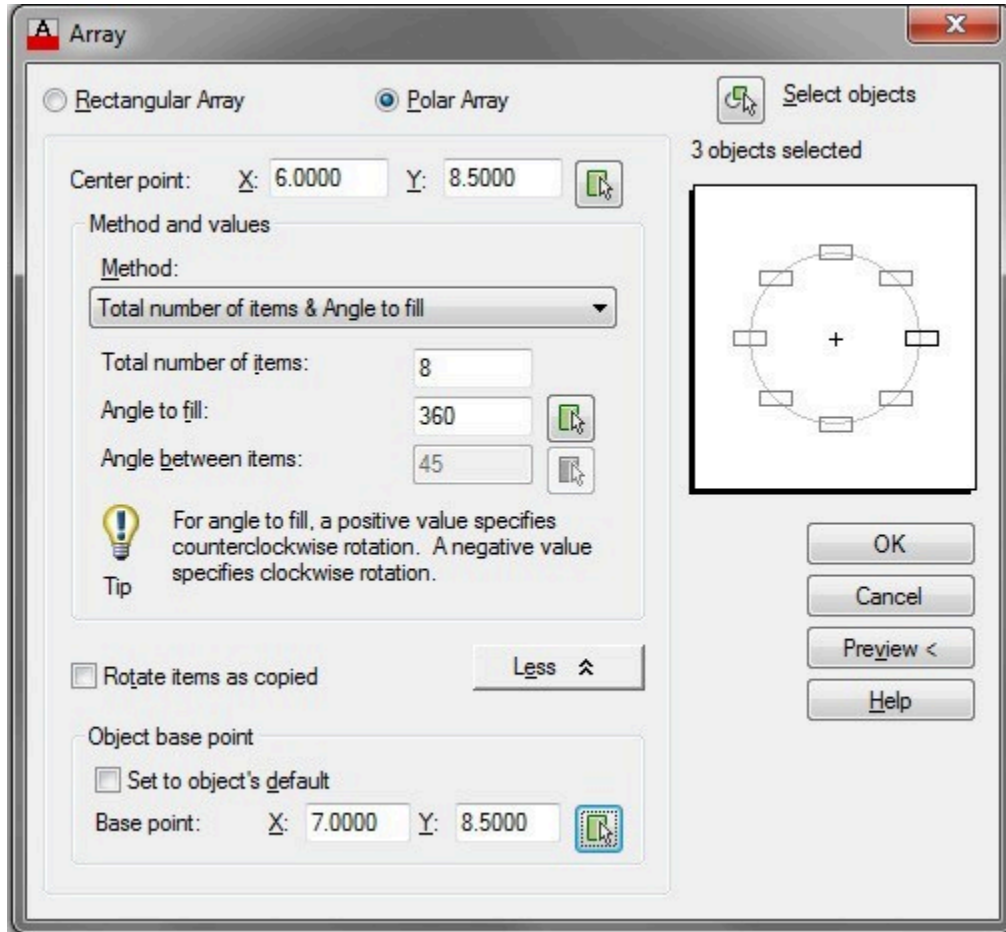 Array
Rectangular Array
Polar Array
Select objects
3 objects selected
Center point: X: 6.0000 Y: 8.5000
Method and values
Method:
Total number of items & Angle to fill
Total number of items: 8
Angle to fill: 360
Angle between items: 45
For angle to fill, a positive value specifies
counterclockwise rotation. A negative value
specifies clockwise rotation.
Tip
OK
Cancel
Preview <
Help
Rotate items as copied
Less
Object base point
Set to object's default
Base point: X: 7.0000 Y: 8.5000